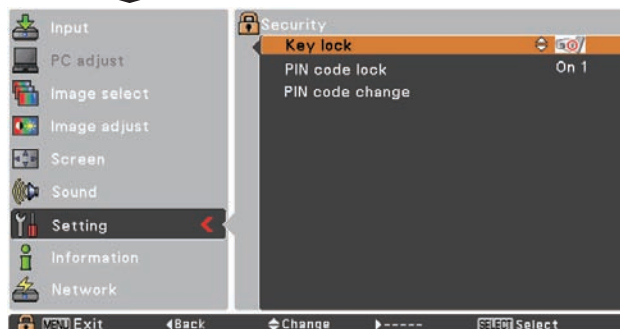 Input
PC adjust
Image select
Image adjust
Screen
Sound
Setting
Information
Network
Security
Key lock
PIN code lock On 1
PIN code change
MENU Exit ◀Back Change ▶----- SELECT Select